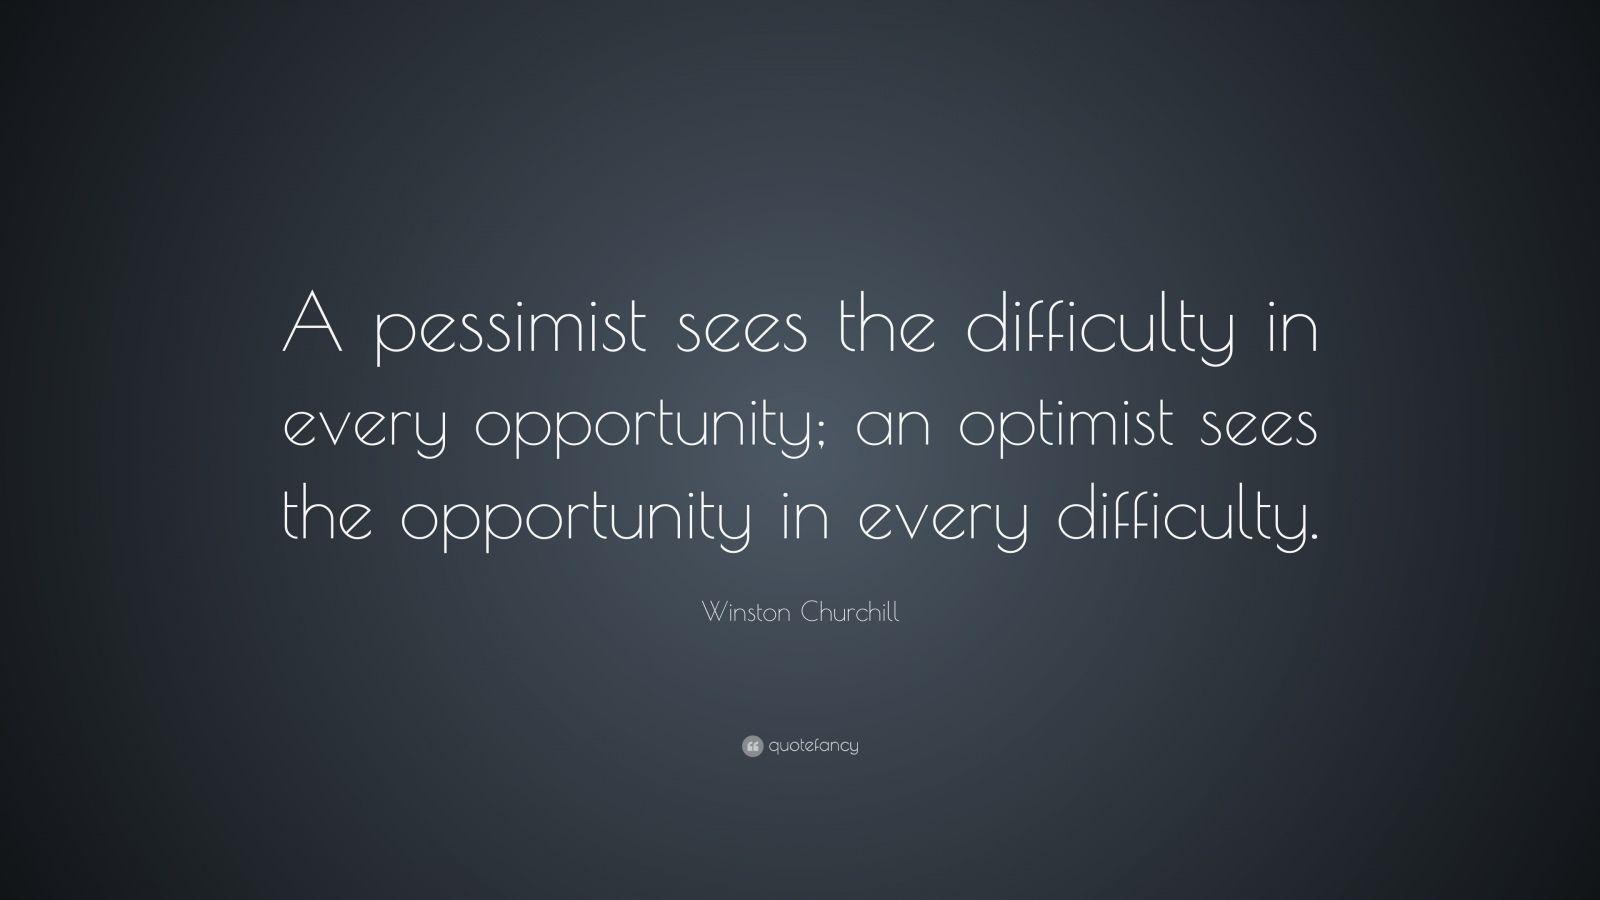 A pessimist sees the difficulty in
every opportunity; an optimist sees
the opportunity in every difficulty.
Winston Churchill
quotefancy